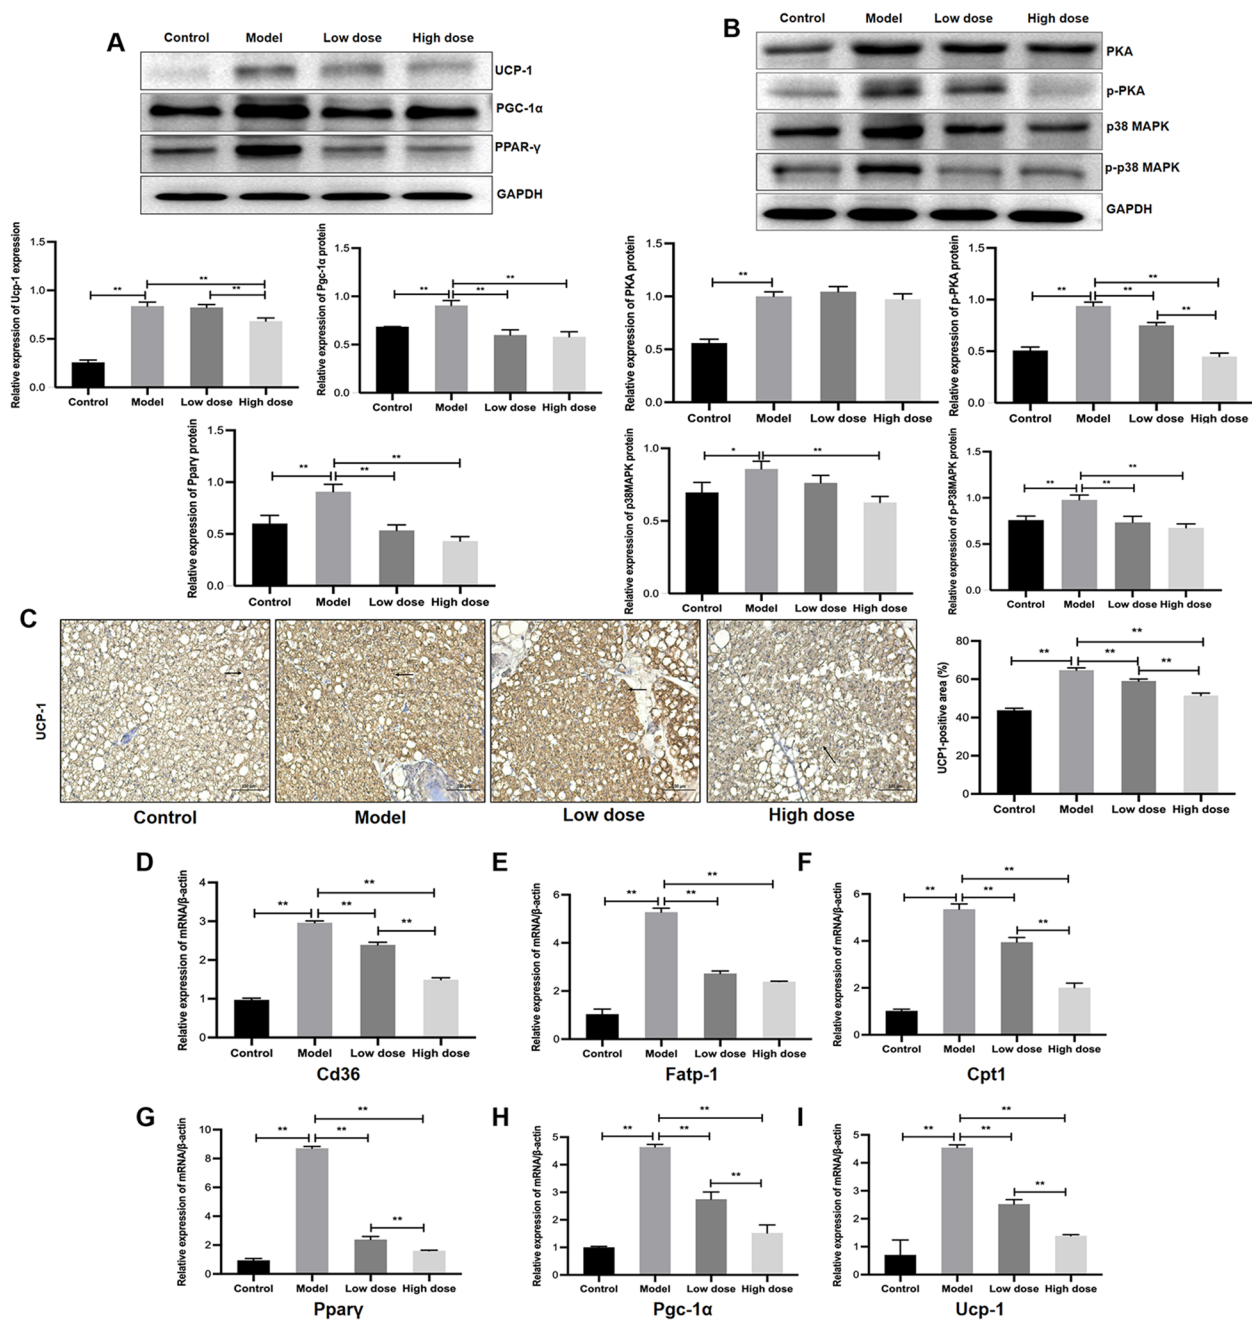 A
Control Model Low dose High dose
UCP-1
PGC-1α
PPAR-γ
GAPDH
B
Control Model Low dose High dose
PKA
p-PKA
p38 MAPK
p-p38 MAPK
GAPDH
Relative expression of Ucp-1 expression
1.5
1.0
0.5
0.0
** ** **
Control Model Low dose High dose
Relative expression of Pgc-1α protein
1.5
1.0
0.5
0.0
** ** **
Control Model Low dose High dose
Relative expression of PKA protein
1.5
1.0
0.5
0.0
**
Control Model Low dose High dose
Relative expression of p-PKA protein
1.5
1.0
0.5
0.0
** ** ** **
Control Model Low dose High dose
Relative expression of Pparγ protein
1.5
1.0
0.5
0.0
** ** **
Control Model Low dose High dose
Relative expression of p38MAPK protein
1.0
0.5
0.0
* **
Control Model Low dose High dose
Relative expression of p-P38MAPK protein
1.5
1.0
0.5
0.0
** ** **
Control Model Low dose High dose
C
UCP-1
Control Model Low dose High dose
UCP1-positive area (%)
80
60
40
20
0
** ** ** **
Control Model Low dose High dose
D
Relative expression of mRNA/β-actin
4
3
2
1
0
** ** ** **
Control Model Low dose High dose
Cd36
E
Relative expression of mRNA/β-actin
6
4
2
0
** ** **
Control Model Low dose High dose
Fatp-1
F
Relative expression of mRNA/β-actin
6
4
2
0
** ** ** **
Control Model Low dose High dose
Cpt1
G
Relative expression of mRNA/β-actin
10
8
6
4
2
0
** ** ** **
Control Model Low dose High dose
Pparγ
H
Relative expression of mRNA/β-actin
5
4
3
2
1
0
** ** ** **
Control Model Low dose High dose
Pgc-1α
I
Relative expression of mRNA/β-actin
5
4
3
2
1
0
** ** ** **
Control Model Low dose High dose
Ucp-1